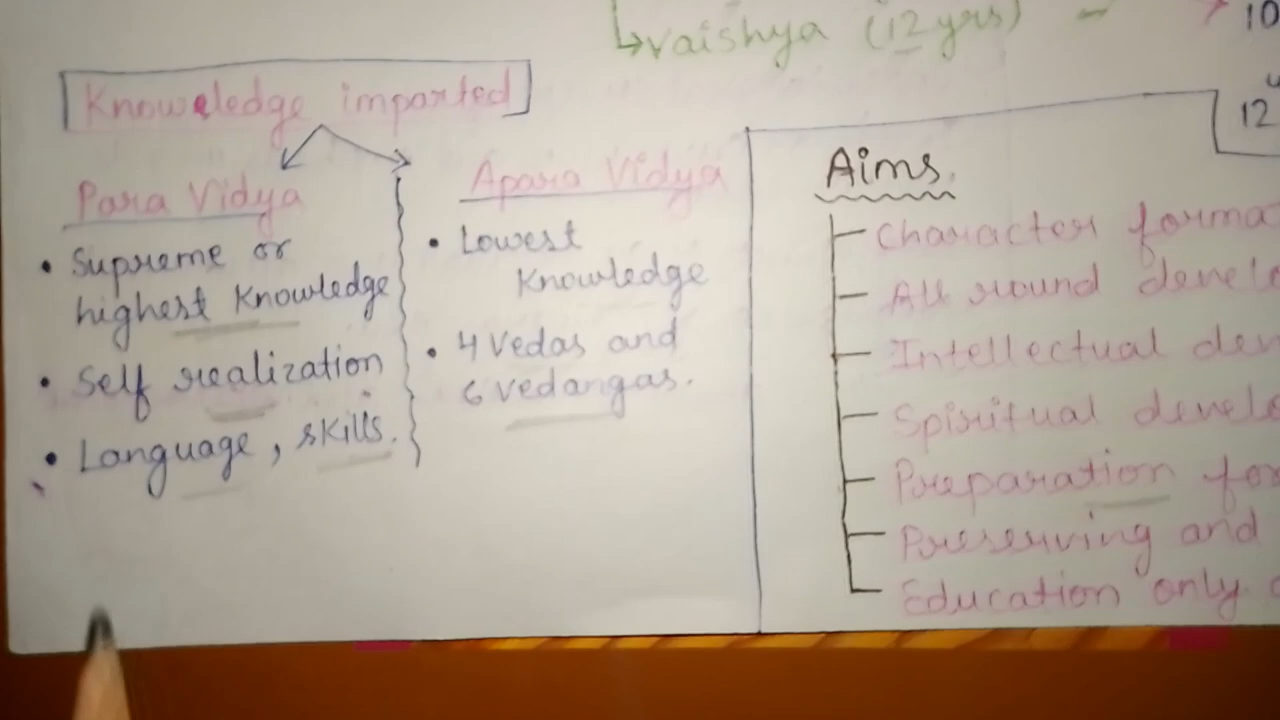 ↳vaishya (12 yrs) -
10
12
Knoweledge imparted
Para Vidya
• Supreme or
highest Knowledge
• Self realization
• Language, skills.
Apara Vidya
• Lowest
Knowledge
• 4 Vedas and
6 Vedangas.
Aims.
Character forma
All round develo
Intellectual dev
Spiritual develo
Preparation for
Preserving and
Education only